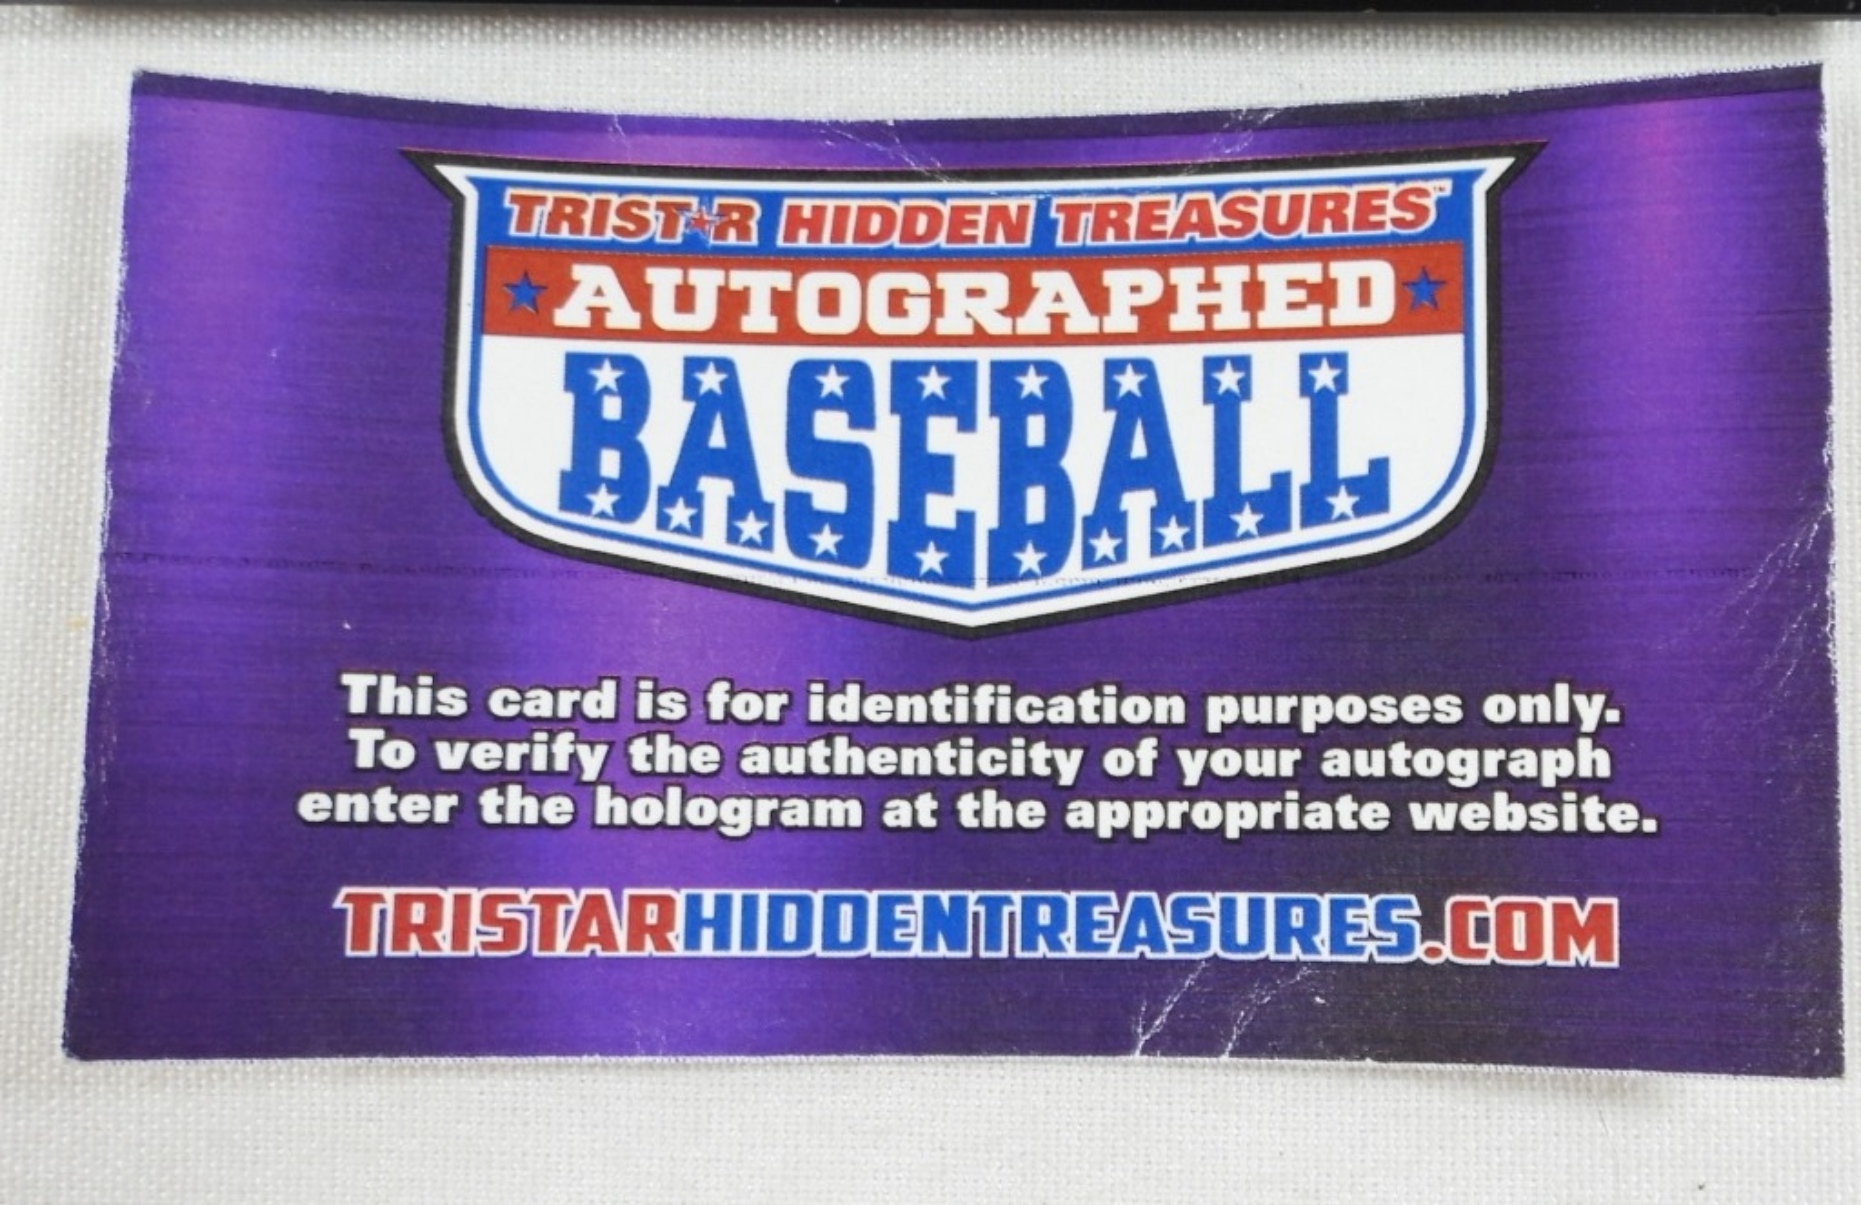 TRISTAR HIDDEN TREASURES™
AUTOGRAPHED
BASEBALL
This card is for identification purposes only.
To verify the authenticity of your autograph
enter the hologram at the appropriate website.
TRISTARHIDDENTREASURES.COM